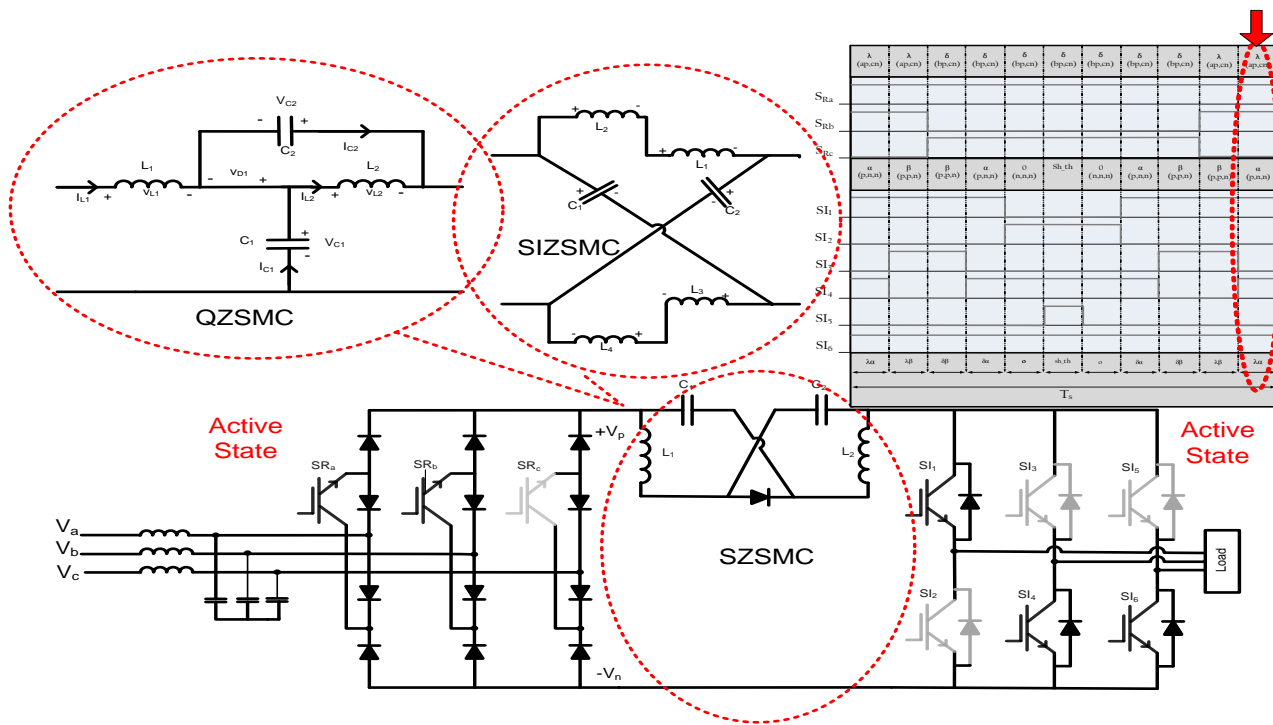 λ λ δ δ δ δ δ δ δ λ λ
(ap,cn) (ap,cn) (bp,cn) (bp,cn) (bp,cn) (bp,cn) (bp,cn) (bp,cn) (bp,cn) (ap,cn) (ap,cn)
S_Ra
S_Rb
S_Rc
α β β α 0 Sh_th 0 α β β α
(p,n,n) (p,p,n) (p,p,n) (p,n,n) (n,n,n) (n,n,n) (p,n,n) (p,p,n) (p,p,n) (p,n,n)
SI_1
SI_2
SI_3
SI_4
SI_5
SI_6
λα λβ δβ δα sh_th o δα δβ λβ λα
T_s
V_C2
- +
C_2
I_C2
L_1
L_2
I_L1
+ v_L1 -
- v_D1 +
I_L2
+ v_L2 -
C_1
+
V_C1
-
I_C1
QZSMC
+ -
L_2
+ L_1 -
+ C_1 -
+ C_2 -
SIZSMC
- L_3 +
- L_4 +
Active
State
SR_a
SR_b
SR_c
+V_p
-V_n
V_a
V_b
V_c
C_1
C_2
L_1
L_2
SZSMC
Active
State
SI_1
SI_3
SI_5
SI_2
SI_4
SI_6
Load